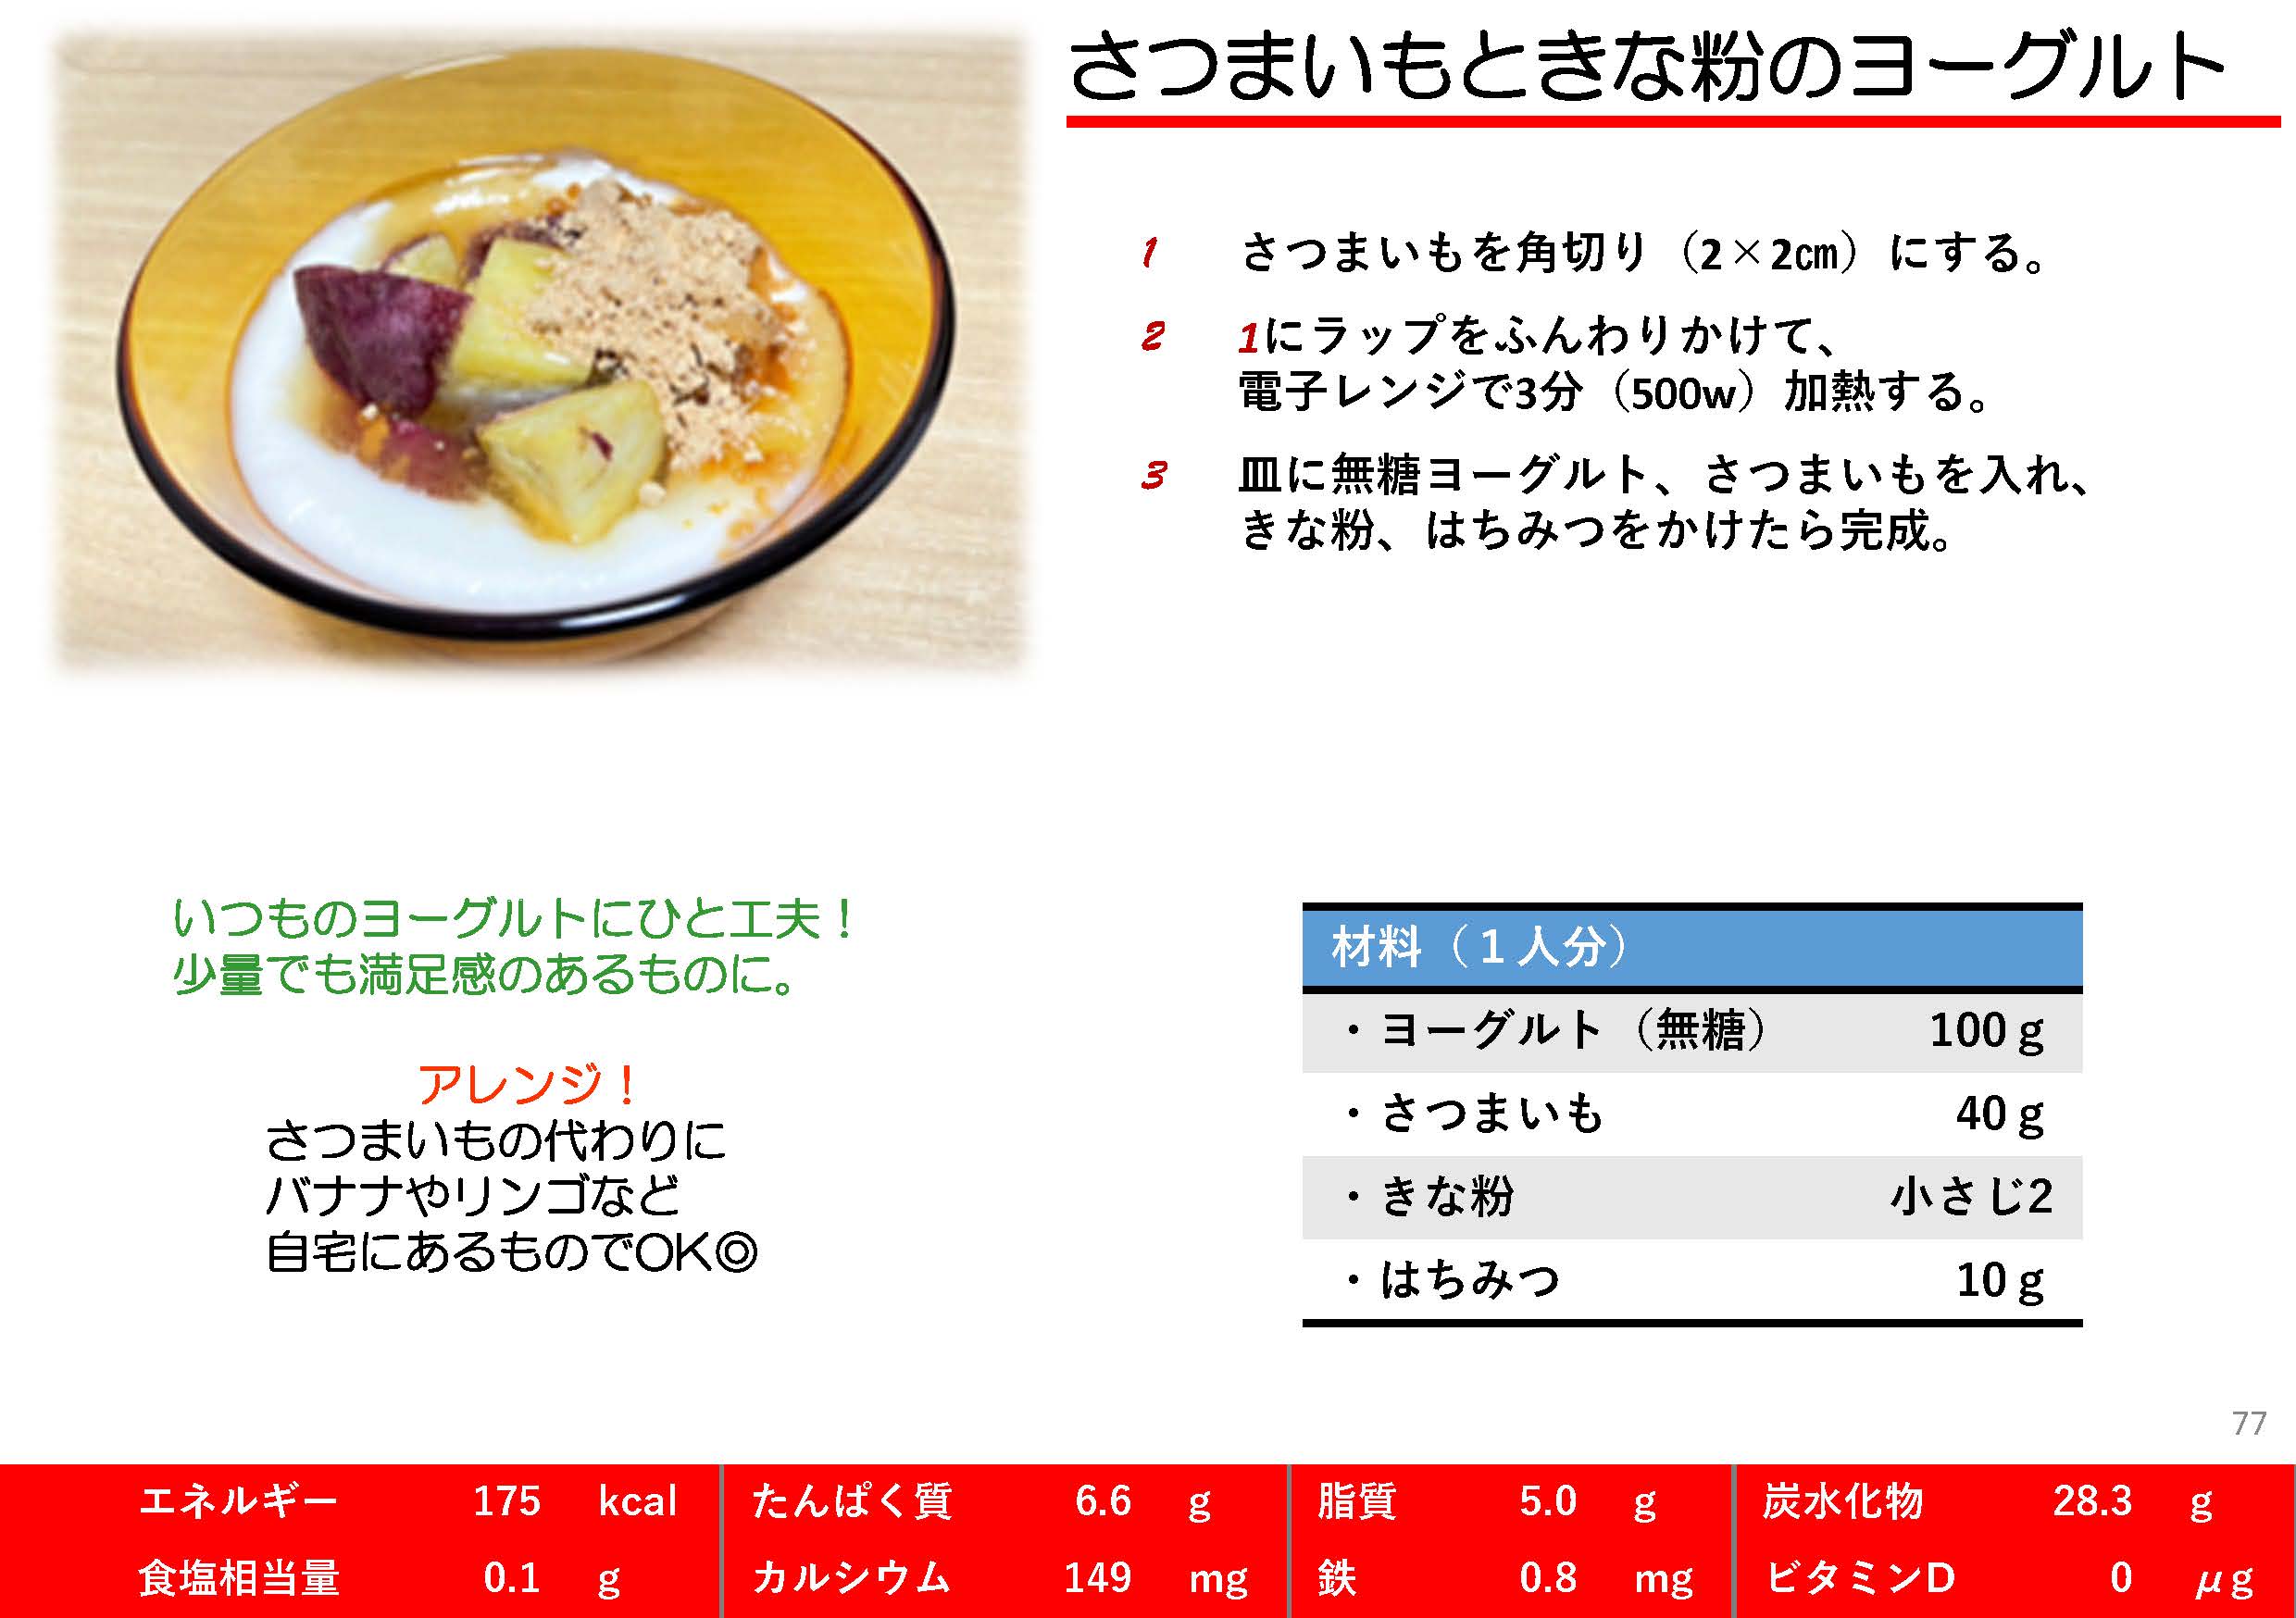 さつまいもときな粉のヨーグルト
1 さつまいもを角切り（2×2㎝）にする。
2 1にラップをふんわりかけて、
電子レンジで3分（500w）加熱する。
3 皿に無糖ヨーグルト、さつまいもを入れ、
きな粉、はちみつをかけたら完成。
いつものヨーグルトにひと工夫！
少量でも満足感のあるものに。
アレンジ！
さつまいもの代わりに
バナナやリンゴなど
自宅にあるものでOK◎
材料（１人分）
・ヨーグルト（無糖） 100ｇ
・さつまいも 40ｇ
・きな粉 小さじ2
・はちみつ 10ｇ
77
エネルギー 175 kcal たんぱく質 6.6 g 脂質 5.0 g 炭水化物 28.3 g
食塩相当量 0.1 g カルシウム 149 mg 鉄 0.8 mg ビタミンD 0 μg